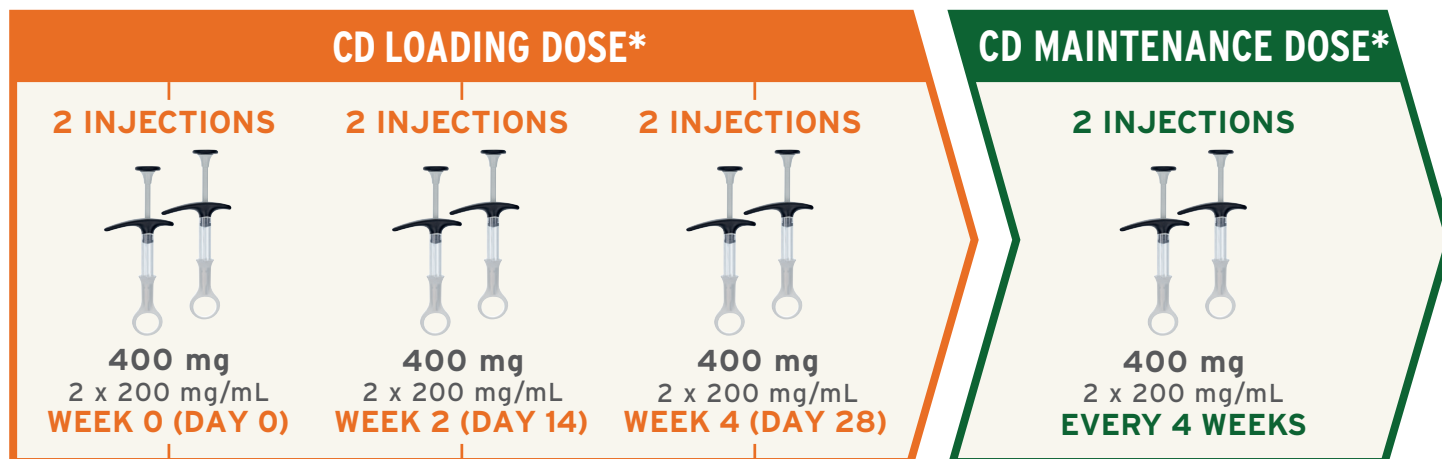 CD LOADING DOSE*
2 INJECTIONS
400 mg
2 x 200 mg/mL
WEEK 0 (DAY 0)
2 INJECTIONS
400 mg
2 x 200 mg/mL
WEEK 2 (DAY 14)
2 INJECTIONS
400 mg
2 x 200 mg/mL
WEEK 4 (DAY 28)
CD MAINTENANCE DOSE*
2 INJECTIONS
400 mg
2 x 200 mg/mL
EVERY 4 WEEKS